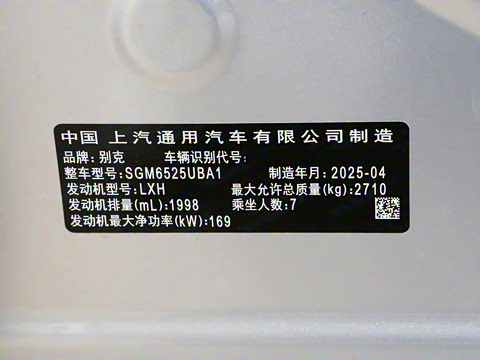 中国 上汽通用汽车有限公司制造
品牌: 别克 车辆识别代号:
整车型号: SGM6525UBA1 制造年月: 2025-04
发动机型号: LXH 最大允许总质量(kg): 2710
发动机排量(mL): 1998 乘坐人数: 7
发动机最大净功率(kW): 169